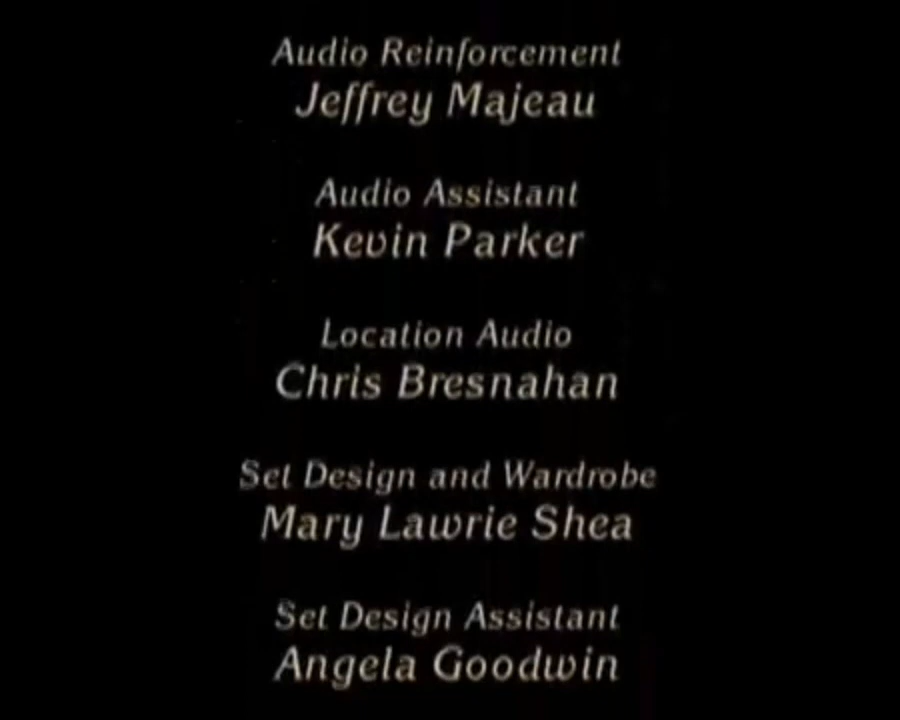 Audio Reinforcement
Jeffrey Majeau
Audio Assistant
Kevin Parker
Location Audio
Chris Bresnahan
Set Design and Wardrobe
Mary Lawrie Shea
Set Design Assistant
Angela Goodwin